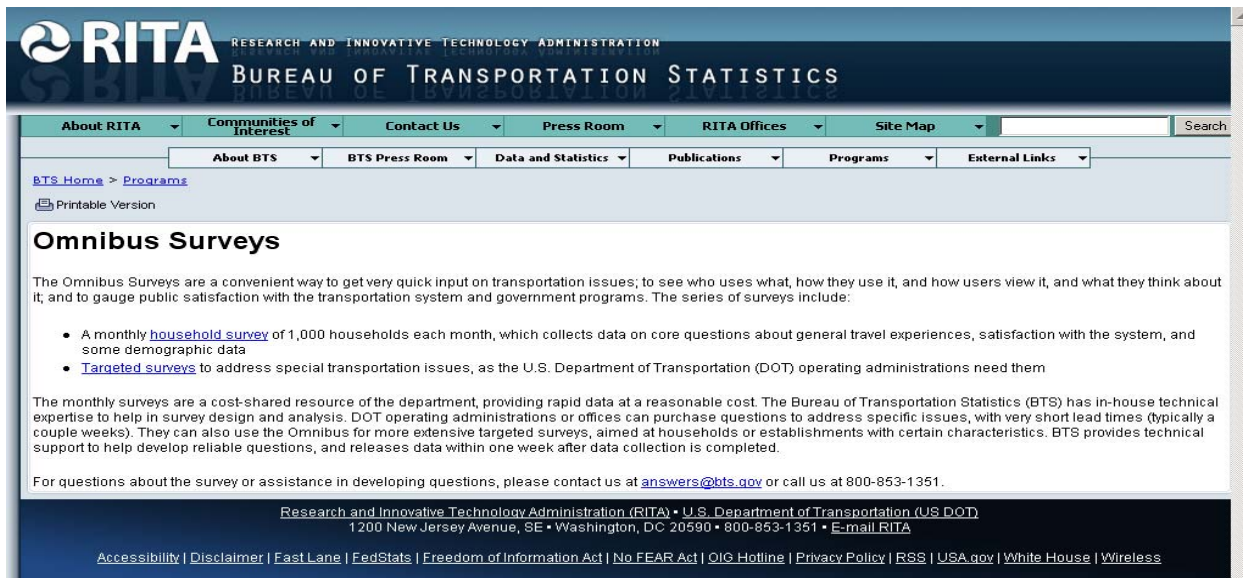 RITA RESEARCH AND INNOVATIVE TECHNOLOGY ADMINISTRATION
BUREAU OF TRANSPORTATION STATISTICS
About RITA Communities of Interest Contact Us Press Room RITA Offices Site Map Search
About BTS BTS Press Room Data and Statistics Publications Programs External Links
BTS Home > Programs
Printable Version
Omnibus Surveys
The Omnibus Surveys are a convenient way to get very quick input on transportation issues; to see who uses what, how they use it, and how users view it, and what they think about
it; and to gauge public satisfaction with the transportation system and government programs. The series of surveys include:
• A monthly household survey of 1,000 households each month, which collects data on core questions about general travel experiences, satisfaction with the system, and
some demographic data
• Targeted surveys to address special transportation issues, as the U.S. Department of Transportation (DOT) operating administrations need them
The monthly surveys are a cost-shared resource of the department, providing rapid data at a reasonable cost. The Bureau of Transportation Statistics (BTS) has in-house technical
expertise to help in survey design and analysis. DOT operating administrations or offices can purchase questions to address specific issues, with very short lead times (typically a
couple weeks). They can also use the Omnibus for more extensive targeted surveys, aimed at households or establishments with certain characteristics. BTS provides technical
support to help develop reliable questions, and releases data within one week after data collection is completed.
For questions about the survey or assistance in developing questions, please contact us at answers@bts.gov or call us at 800-853-1351.
Research and Innovative Technology Administration (RITA) • U.S. Department of Transportation (US DOT)
1200 New Jersey Avenue, SE • Washington, DC 20590 • 800-853-1351 • E-mail RITA
Accessibility | Disclaimer | Fast Lane | FedStats | Freedom of Information Act | No FEAR Act | OIG Hotline | Privacy Policy | RSS | USA.gov | White House | Wireless